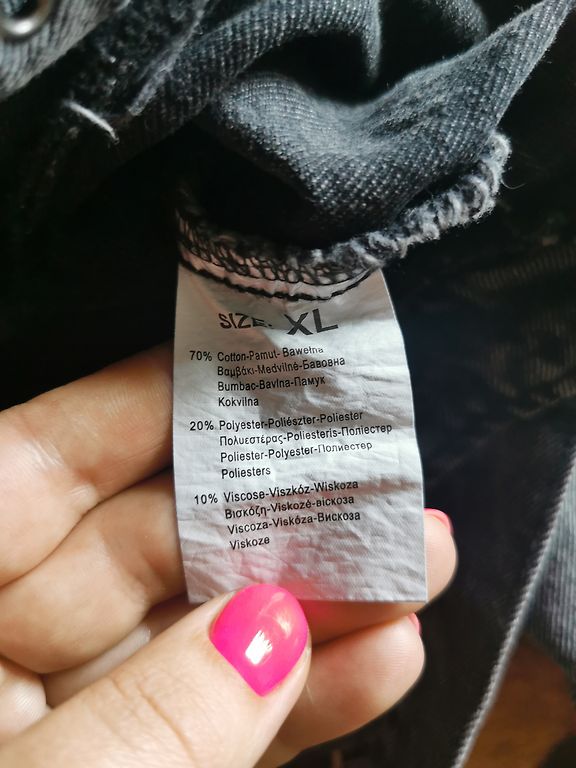 SIZE: XL
70% Cotton-Pamut- Bawełna
Βαμβάκι-Medvilnė-Бавовна
Bumbac-Bavlna-Памук
Kokvilna
20% Polyester-Poliészter-Poliester
Πολυεστέρας-Poliesteris-Поліестер
Poliester-Polyester-Полиестер
Poliesters
10% Viscose-Viszkóz-Wiskoza
Βισκόζη-Viskozė-віскоза
Viscoza-Viskóza-Вискоза
Viskoze